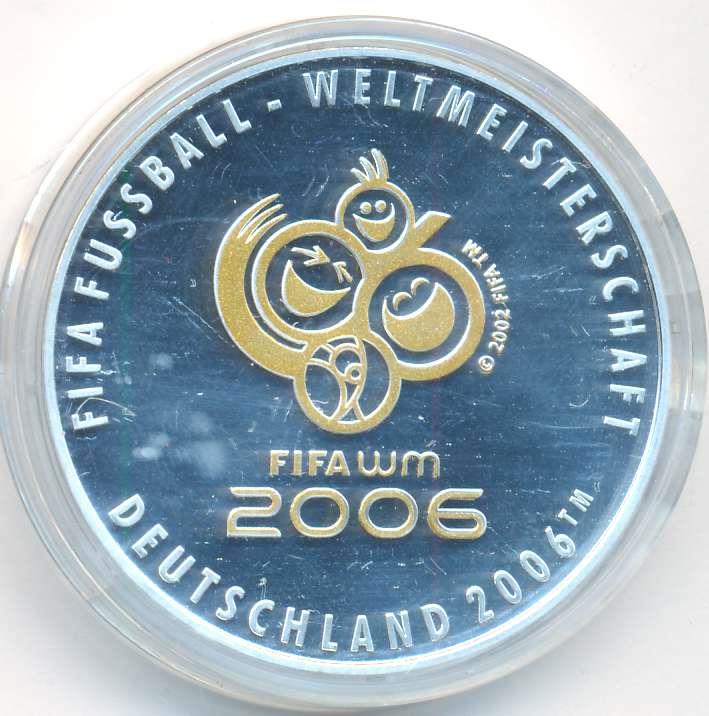 FIFA FUSSBALL - WELTMEISTERSCHAFT
© 2002 FIFA TM
FIFA WM
2006
DEUTSCHLAND 2006™